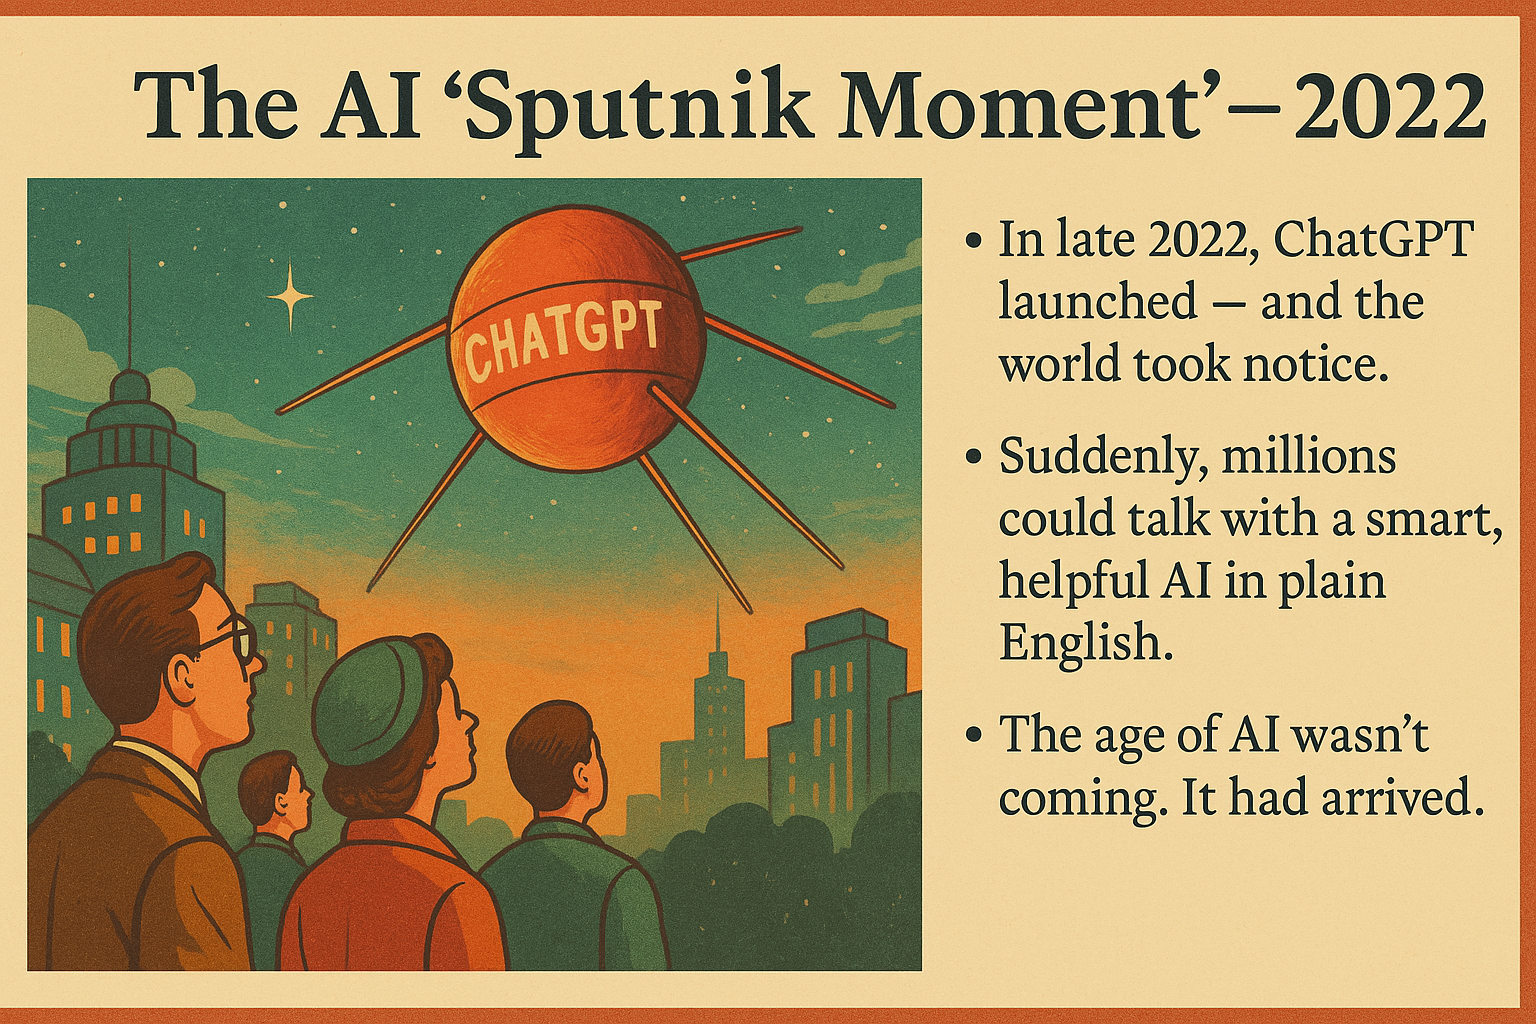 The AI ‘Sputnik Moment’—2022
CHATGPT
• In late 2022, ChatGPT
launched — and the
world took notice.
• Suddenly, millions
could talk with a smart,
helpful AI in plain
English.
• The age of AI wasn’t
coming. It had arrived.